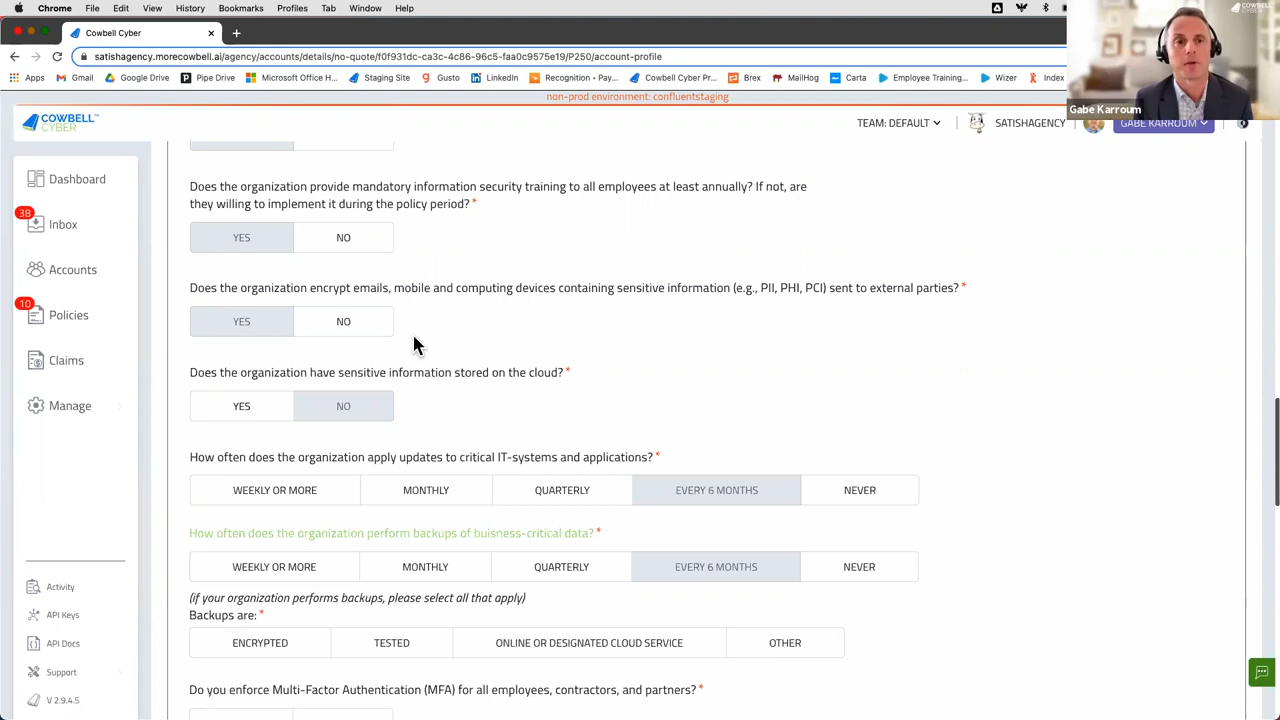 Chrome File Edit View History Bookmarks Profiles Tab Window Help
COWBELL CYBER
Cowbell Cyber
satishagency.morecowbell.ai/agency/accounts/details/no-quote/f0f931dc-ca3c-4c86-96c5-faa0c9575e19/P250/account-profile
Apps Gmail Google Drive Pipe Drive Microsoft Office H... Staging Site Gusto LinkedIn Recognition • Pay... Cowbell Cyber Pr... Brex MailHog Carta Employee Training... Wizer Index
non-prod environment: confluentstaging
Gabe Karroum
COWBELL™ CYBER
TEAM: DEFAULT
SATISHAGENCY
GABE KARROUM
Dashboard
38
Inbox
Accounts
10
Policies
Claims
Manage
Activity
API Keys
API Docs
Support
V 2.9.4.5
Does the organization provide mandatory information security training to all employees at least annually? If not, are
they willing to implement it during the policy period? *
YES NO
Does the organization encrypt emails, mobile and computing devices containing sensitive information (e.g., PII, PHI, PCI) sent to external parties? *
YES NO
Does the organization have sensitive information stored on the cloud? *
YES NO
How often does the organization apply updates to critical IT-systems and applications? *
WEEKLY OR MORE MONTHLY QUARTERLY EVERY 6 MONTHS NEVER
How often does the organization perform backups of buisness-critical data? *
WEEKLY OR MORE MONTHLY QUARTERLY EVERY 6 MONTHS NEVER
(if your organization performs backups, please select all that apply)
Backups are: *
ENCRYPTED TESTED ONLINE OR DESIGNATED CLOUD SERVICE OTHER
Do you enforce Multi-Factor Authentication (MFA) for all employees, contractors, and partners? *